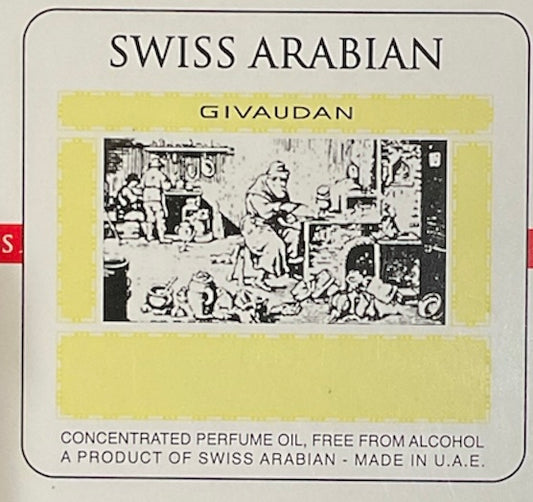 SWISS ARABIAN
GIVAUDAN
S
CONCENTRATED PERFUME OIL, FREE FROM ALCOHOL
A PRODUCT OF SWISS ARABIAN - MADE IN U.A.E.